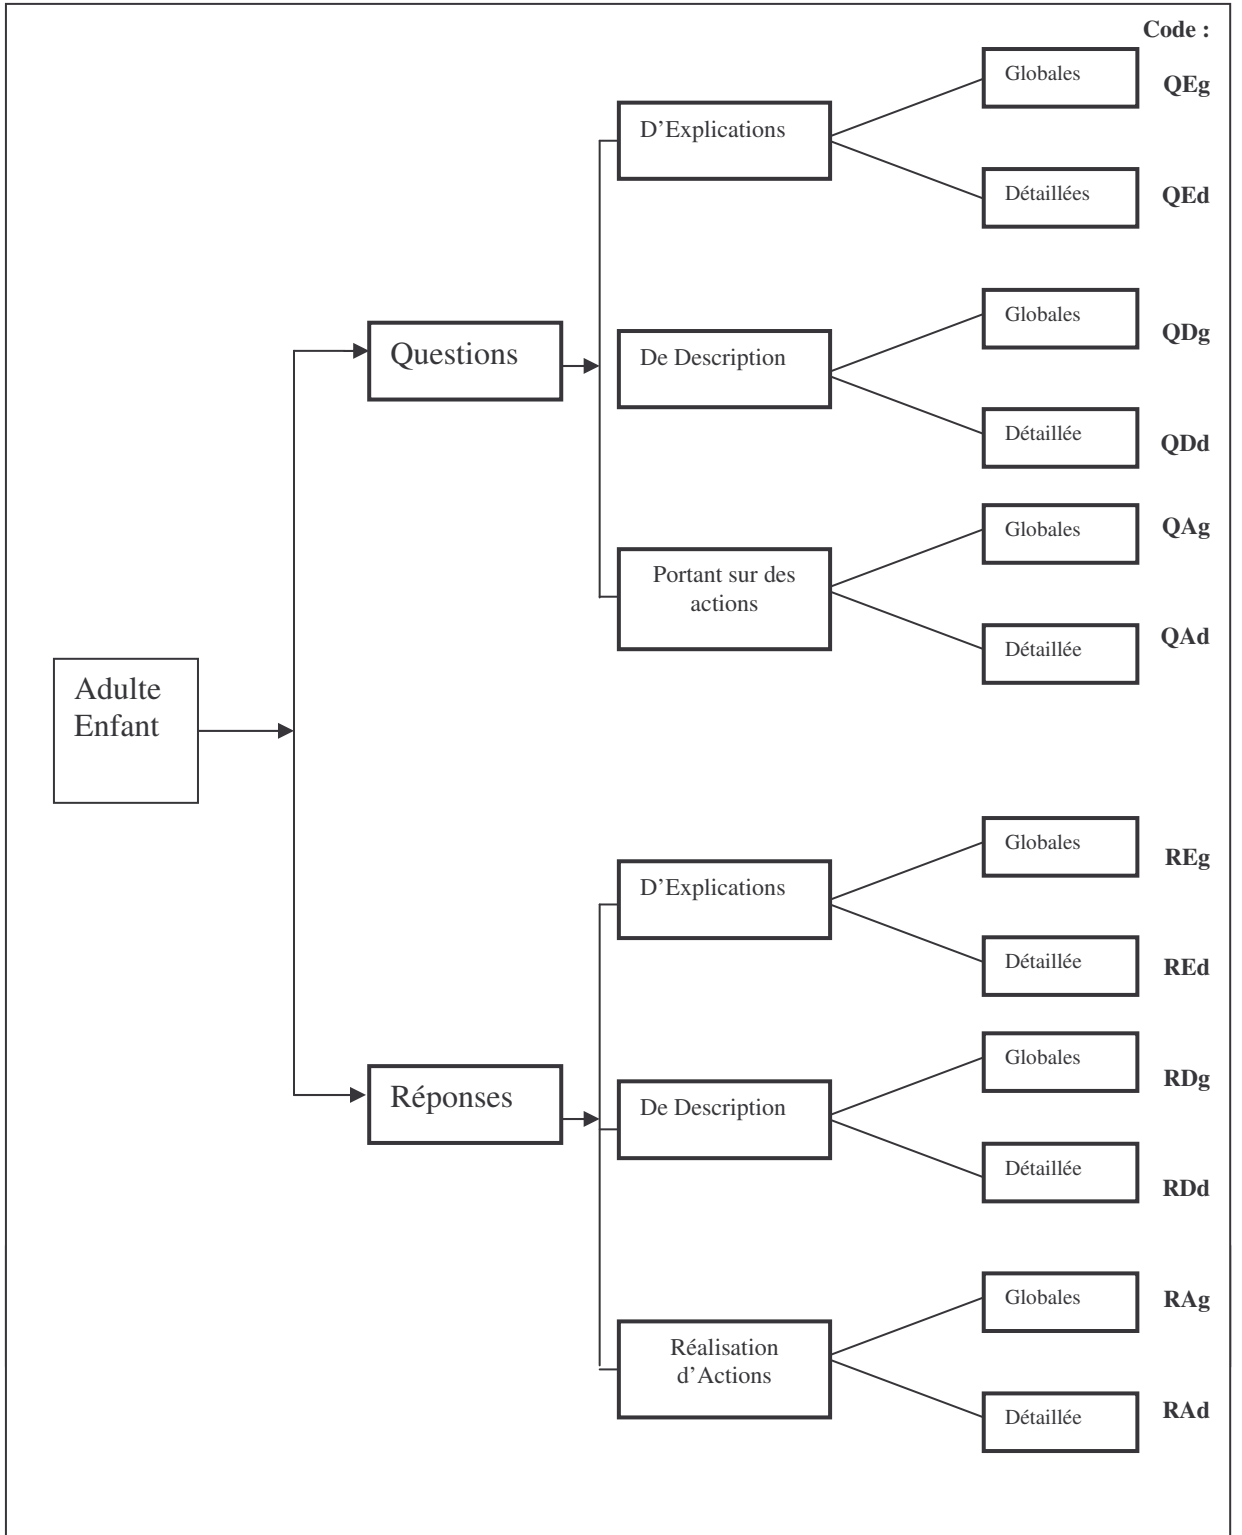 Code :
Globales
QEg
D'Explications
Détaillées
QEd
Globales
QDg
Questions
De Description
Détaillée
QDd
Globales
QAg
Portant sur des
actions
Détaillée
QAd
Adulte
Enfant
Globales
REg
D'Explications
Détaillée
REd
Globales
RDg
Réponses
De Description
Détaillée
RDd
Globales
RAg
Réalisation
d'Actions
Détaillée
RAd